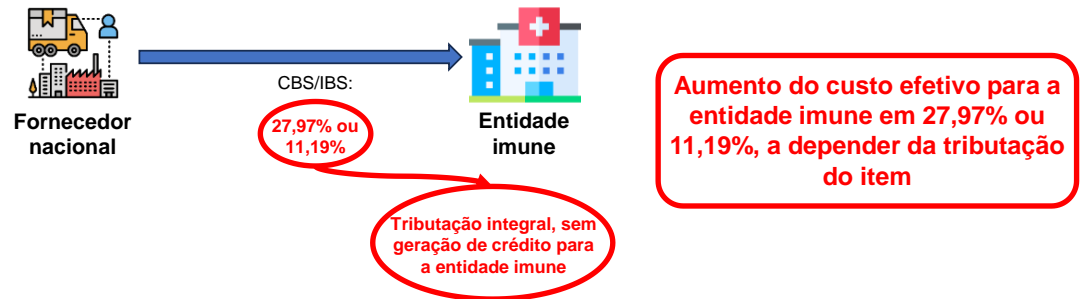 Fornecedor
nacional
CBS/IBS:
27,97% ou
11,19%
Entidade
imune
Tributação integral, sem
geração de crédito para
a entidade imune
Aumento do custo efetivo para a
entidade imune em 27,97% ou
11,19%, a depender da tributação
do item